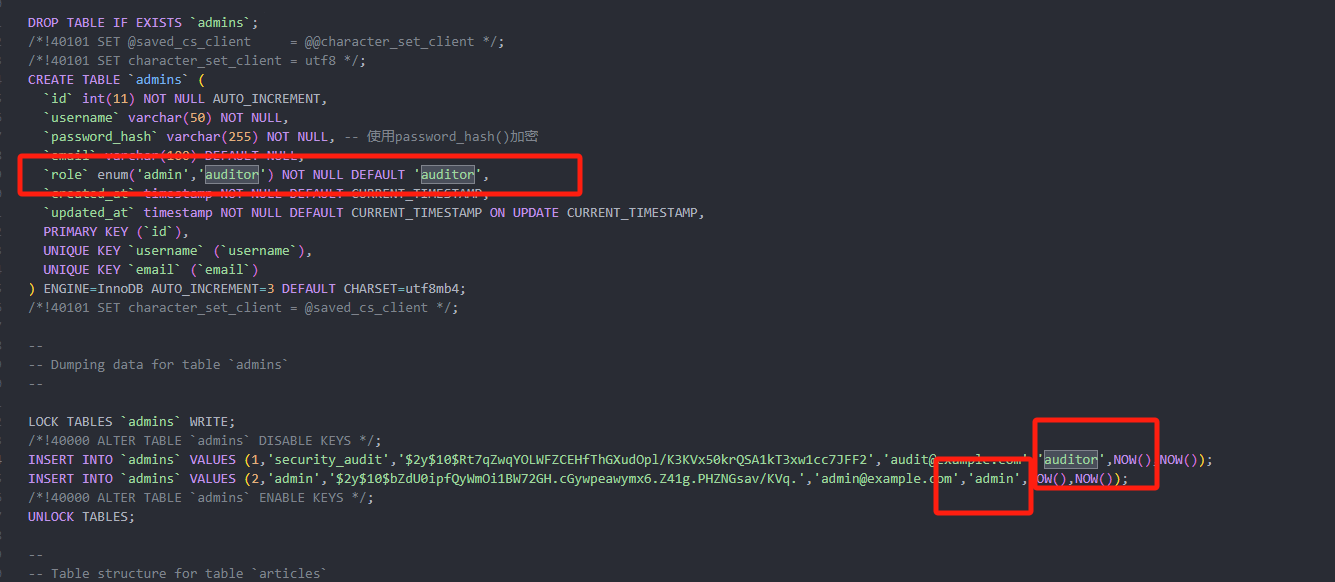 DROP TABLE IF EXISTS `admins`;
/*!40101 SET @saved_cs_client     = @@character_set_client */;
/*!40101 SET character_set_client = utf8 */;
CREATE TABLE `admins` (
  `id` int(11) NOT NULL AUTO_INCREMENT,
  `username` varchar(50) NOT NULL,
  `password_hash` varchar(255) NOT NULL, -- 使用password_hash()加密
  `email` varchar(100) DEFAULT NULL,
  `role` enum('admin','auditor') NOT NULL DEFAULT 'auditor',
  `created_at` timestamp NOT NULL DEFAULT CURRENT_TIMESTAMP,
  `updated_at` timestamp NOT NULL DEFAULT CURRENT_TIMESTAMP ON UPDATE CURRENT_TIMESTAMP,
  PRIMARY KEY (`id`),
  UNIQUE KEY `username` (`username`),
  UNIQUE KEY `email` (`email`)
) ENGINE=InnoDB AUTO_INCREMENT=3 DEFAULT CHARSET=utf8mb4;
/*!40101 SET character_set_client = @saved_cs_client */;
--
-- Dumping data for table `admins`
--
LOCK TABLES `admins` WRITE;
/*!40000 ALTER TABLE `admins` DISABLE KEYS */;
INSERT INTO `admins` VALUES (1,'security_audit','$2y$10$Rt7qZwqYOLWFZCEHfThGXudOpl/K3KVx50krQSA1kT3xw1cc7JFF2','audit@example.com','auditor',NOW(),NOW());
INSERT INTO `admins` VALUES (2,'admin','$2y$10$bZdU0ipfQyWmOi1BW72GH.cGywpeawymx6.Z41g.PHZNGsav/KVq.','admin@example.com','admin',NOW(),NOW());
/*!40000 ALTER TABLE `admins` ENABLE KEYS */;
UNLOCK TABLES;
--
-- Table structure for table `articles`